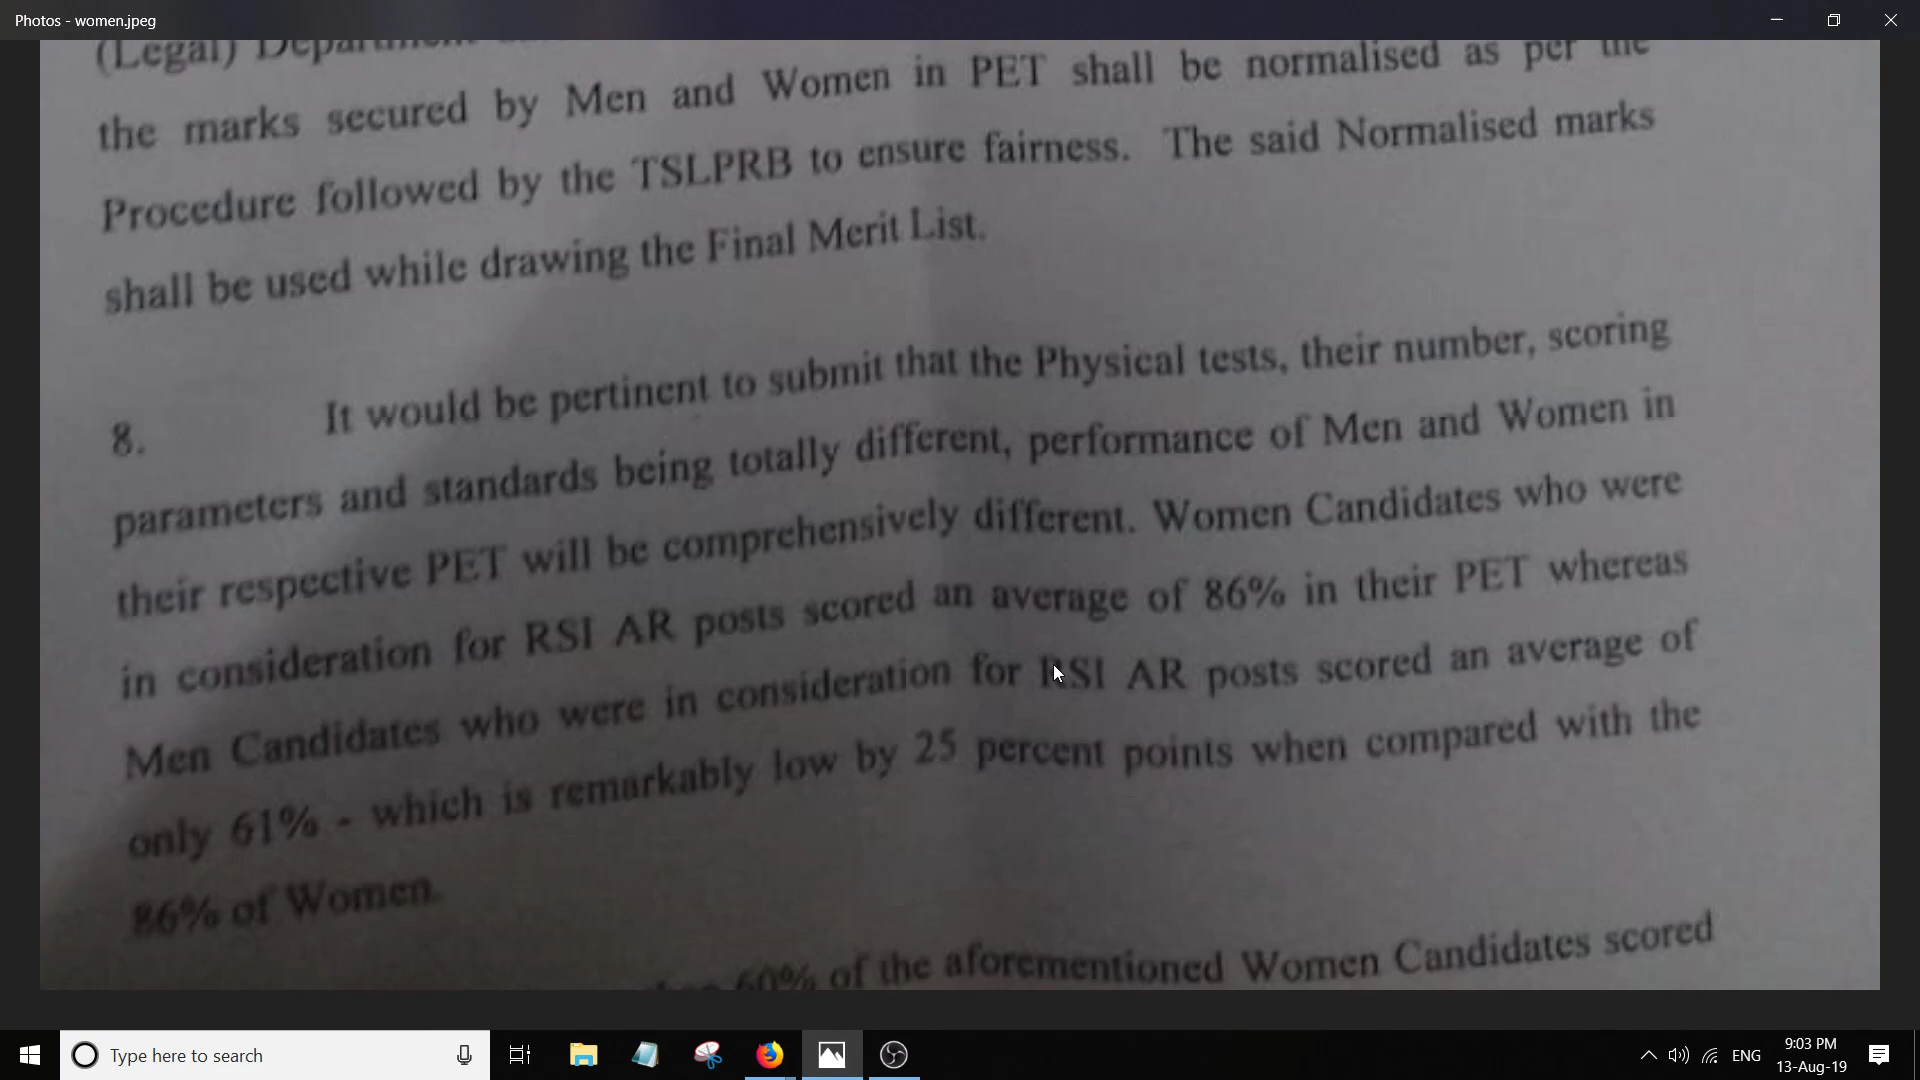 Photos - women.jpeg
(Legal)
the marks secured by Men and Women in PET shall be normalised as per the
Procedure followed by the TSLPRB to ensure fairness. The said Normalised marks
shall be used while drawing the Final Merit List.
8. It would be pertinent to submit that the Physical tests, their number, scoring
parameters and standards being totally different, performance of Men and Women in
their respective PET will be comprehensively different. Women Candidates who were
in consideration for RSI AR posts scored an average of 86% in their PET whereas
Men Candidates who were in consideration for RSI AR posts scored an average of
only 61% - which is remarkably low by 25 percent points when compared with the
86% of Women.
60% of the aforementioned Women Candidates scored
Type here to search
ENG
9:03 PM
13-Aug-19